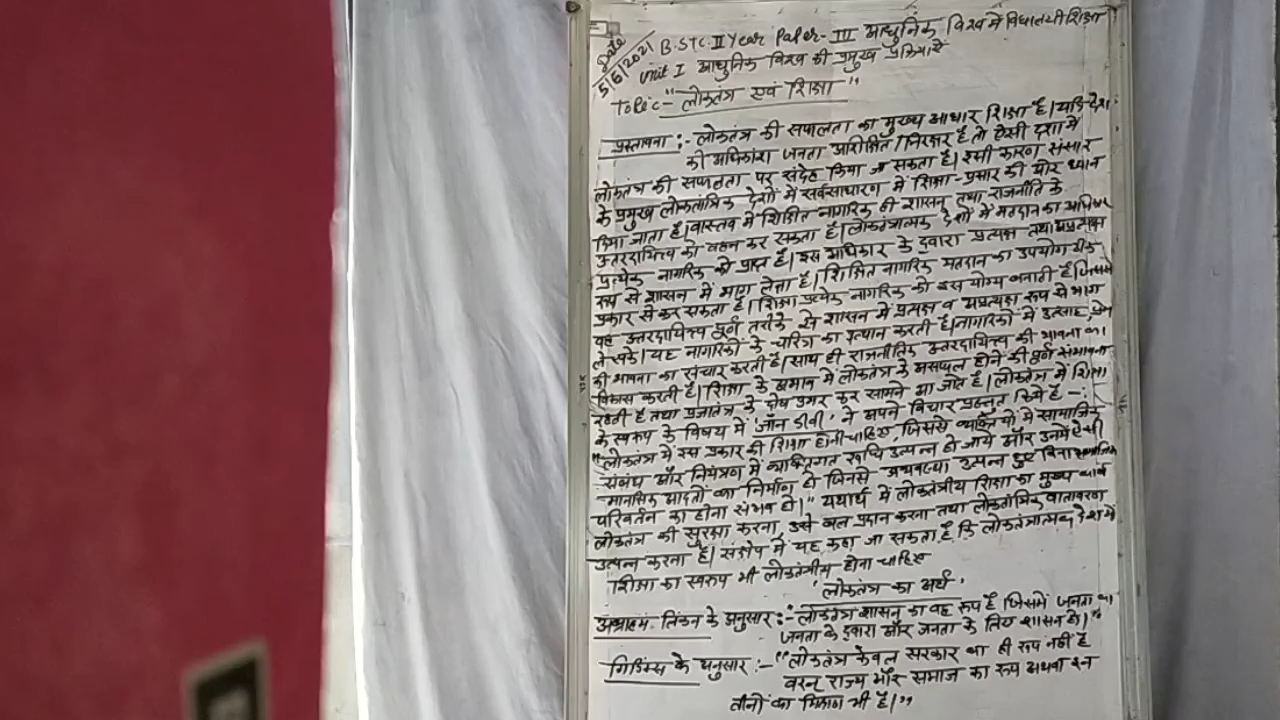 Date 5/6/2021
B.STC. II Year Paper-III आधुनिक विश्व में विद्यालयी शिक्षा
Unit I आधुनिक विश्व की प्रमुख प्रक्रियायें
Topic - "लोकतंत्र एवं शिक्षा"
प्रस्तावना :- लोकतंत्र की सफलता का मुख्य आधार शिक्षा है। यदि देश
की अधिकांश जनता अशिक्षित/निरक्षर है तो ऐसी दशा में
लोकतंत्र की सफलता पर संदेह किया जा सकता है। इसी कारण संसार
के प्रमुख लोकतांत्रिक देशों में सर्वसाधारण में शिक्षा-प्रसार की ओर ध्यान
दिया जाता है। वास्तव में शिक्षित नागरिक ही शासन तथा राजनीति के
उत्तरदायित्व को वहन कर सकता है। लोकतंत्रात्मक देशों में मतदान का अधिकार
प्रत्येक नागरिक को प्राप्त है। इस अधिकार के द्वारा प्रत्यक्ष तथा अप्रत्यक्ष
रूप से शासन में भाग लेता है। शिक्षित नागरिक मतदान का उपयोग ठीक
प्रकार से कर सकता है। शिक्षा प्रत्येक नागरिक को इस योग्य बनाती है जिससे
वह उत्तरदायित्व पूर्ण तरीके से शासन में प्रत्यक्ष व अप्रत्यक्ष रूप से भाग
ले सके। यह नागरिकों के चरित्र का उत्थान करती है। नागरिकों में उत्साह, प्रेम
की भावना का संचार करती है। साथ ही राजनीतिक उत्तरदायित्व की भावना का
विकास करती है। शिक्षा के अभाव में लोकतंत्र के असफल होने की पूर्ण संभावना
रहती है तथा प्रजातंत्र के दोष उभर कर सामने आ जाते है। लोकतंत्र में शिक्षा
के स्वरूप के विषय में 'जॉन डीवी' ने अपने विचार प्रस्तुत किये है -:
"लोकतंत्र में इस प्रकार की शिक्षा होनी चाहिए, जिससे व्यक्तियों में सामाजिक
संबंध और नियंत्रण में व्यक्तिगत रूचि उत्पन्न हो जाये और उनमें ऐसी
मानसिक आदतों का निर्माण हो जिनसे अव्यवस्था उत्पन्न हुए बिना सामाजिक
परिवर्तन का होना संभव हो।" यथार्थ में लोकतंत्रीय शिक्षा का मुख्य कार्य
लोकतंत्र की सुरक्षा करना, उसे बल प्रदान करना तथा लोकतांत्रिक वातावरण
उत्पन्न करना है। संक्षेप में यह कहा जा सकता है कि लोकतंत्रात्मक देश में
शिक्षा का स्वरूप भी लोकतंत्रीय होना चाहिए
'लोकतंत्र का अर्थ'
अब्राहम लिंकन के अनुसार :- "लोकतंत्र शासन का वह रूप है जिसमें जनता का
जनता के द्वारा और जनता के लिए शासन हो।"
गिडिंग्स के अनुसार :- "लोकतंत्र केवल सरकार का ही रूप नहीं है
वरन् राज्य और समाज का रूप अथवा इन
तीनों का मिश्रण भी है।"